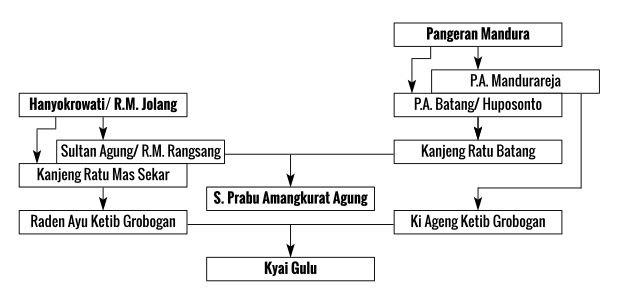 Pangeran Mandura
P.A. Mandurareja
Hanyokrowati/ R.M. Jolang
P.A. Batang/ Huposonto
Sultan Agung/ R.M. Rangsang
Kanjeng Ratu Batang
Kanjeng Ratu Mas Sekar
S. Prabu Amangkurat Agung
Raden Ayu Ketib Grobogan
Ki Ageng Ketib Grobogan
Kyai Gulu